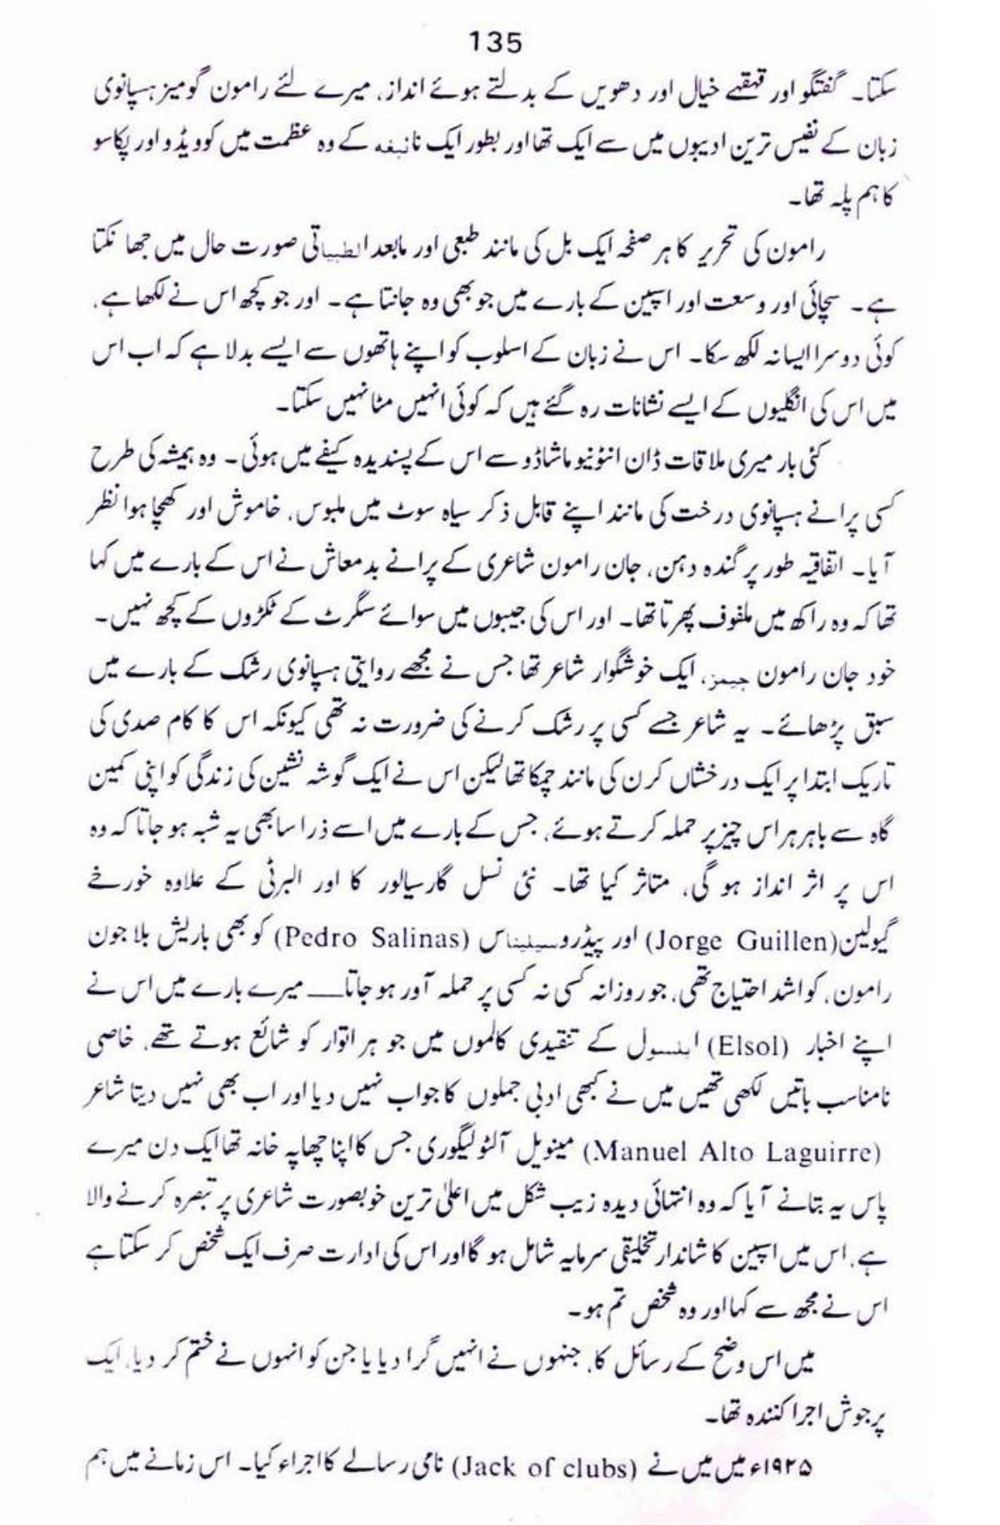 135
سکتا۔ گفتگو اور قہقہے خیال اور دھویں کے بدلتے ہوئے انداز، میرے لئے رامون گومیز ہسپانوی
زبان کے نفیس ترین ادیبوں میں سے ایک تھا اور بطور ایک نابغہ کے وہ عظمت میں کوویڈو اور پکاسو
کا ہم پلہ تھا۔
رامون کی تحریر کا ہر صفحہ ایک بل کی مانند طبعی اور مابعد الطبیاتی صورت حال میں جھانکتا
ہے۔ سچائی اور وسعت اور اسپین کے بارے میں جو بھی وہ جانتا ہے۔ اور جو کچھ اس نے لکھا ہے،
کوئی دوسرا ایسا نہ لکھ سکا۔ اس نے زبان کے اسلوب کو اپنے ہاتھوں سے ایسے بدلا ہے کہ اب اس
میں اس کی انگلیوں کے ایسے نشانات رہ گئے ہیں کہ کوئی انہیں مٹا نہیں سکتا۔
کئی بار میری ملاقات ڈان انٹونیو ماشاڈو سے اس کے پسندیدہ کیفے میں ہوئی۔ وہ ہمیشہ کی طرح
کسی پرانے ہسپانوی درخت کی مانند اپنے قابل ذکر سیاہ سوٹ میں ملبوس، خاموش اور کھچا ہوا نظر
آیا۔ اتفاقیہ طور پر گندہ دہن، جان رامون شاعری کے پرانے بدمعاش نے اس کے بارے میں کہا
تھا کہ وہ راکھ میں ملفوف پھرتا تھا۔ اور اس کی جیبوں میں سوائے سگرٹ کے ٹکڑوں کے کچھ نہیں۔
خود جان رامون جیمز، ایک خوشگوار شاعر تھا جس نے مجھے روایتی ہسپانوی رشک کے بارے میں
سبق پڑھائے۔ یہ شاعر جسے کسی پر رشک کرنے کی ضرورت نہ تھی کیونکہ اس کا کام صدی کی
تاریک ابتدا پر ایک درخشاں کرن کی مانند چمکا تھا لیکن اس نے ایک گوشہ نشین کی زندگی کو اپنی کمین
گاہ سے باہر ہر اس چیز پر حملہ کرتے ہوئے، جس کے بارے میں اسے ذرا سا بھی یہ شبہ ہو جاتا کہ وہ
اس پر اثر انداز ہو گی، متاثر کیا تھا۔ نئی نسل گارسیالور کا اور البرٹی کے علاوہ خورخے
گیولین (Jorge Guillen) اور پیڈرو سیلیناس (Pedro Salinas) کو بھی باریش بلا جون
رامون، کو اشد احتیاج تھی، جو روزانہ کسی نہ کسی پر حملہ آور ہو جاتا ــــ میرے بارے میں اس نے
اپنے اخبار (Elsol) ایلسول کے تنقیدی کالموں میں جو ہر اتوار کو شائع ہوتے تھے، خاصی
نامناسب باتیں لکھی تھیں میں نے کبھی ادبی جملوں کا جواب نہیں دیا اور اب بھی نہیں دیتا شاعر
(Manuel Alto Laguirre) مینویل آلٹو لیگوری جس کا اپنا چھاپہ خانہ تھا ایک دن میرے
پاس یہ بتانے آیا کہ وہ انتہائی دیدہ زیب شکل میں اعلیٰ ترین خوبصورت شاعری پر تبصرہ کرنے والا
ہے، اس میں اسپین کا شاندار تخلیقی سرمایہ شامل ہو گا اور اس کی ادارت صرف ایک شخص کر سکتا ہے
اس نے مجھ سے کہا اور وہ شخص تم ہو۔
میں اس وضح کے رسائل کا، جنہوں نے انہیں گرا دیا یا جن کو انہوں نے ختم کر دیا، ایک
پرجوش اجرا کنندہ تھا۔
۱۹۲۵ء میں میں نے (Jack of clubs) نامی رسالے کا اجراء کیا۔ اس زمانے میں ہم